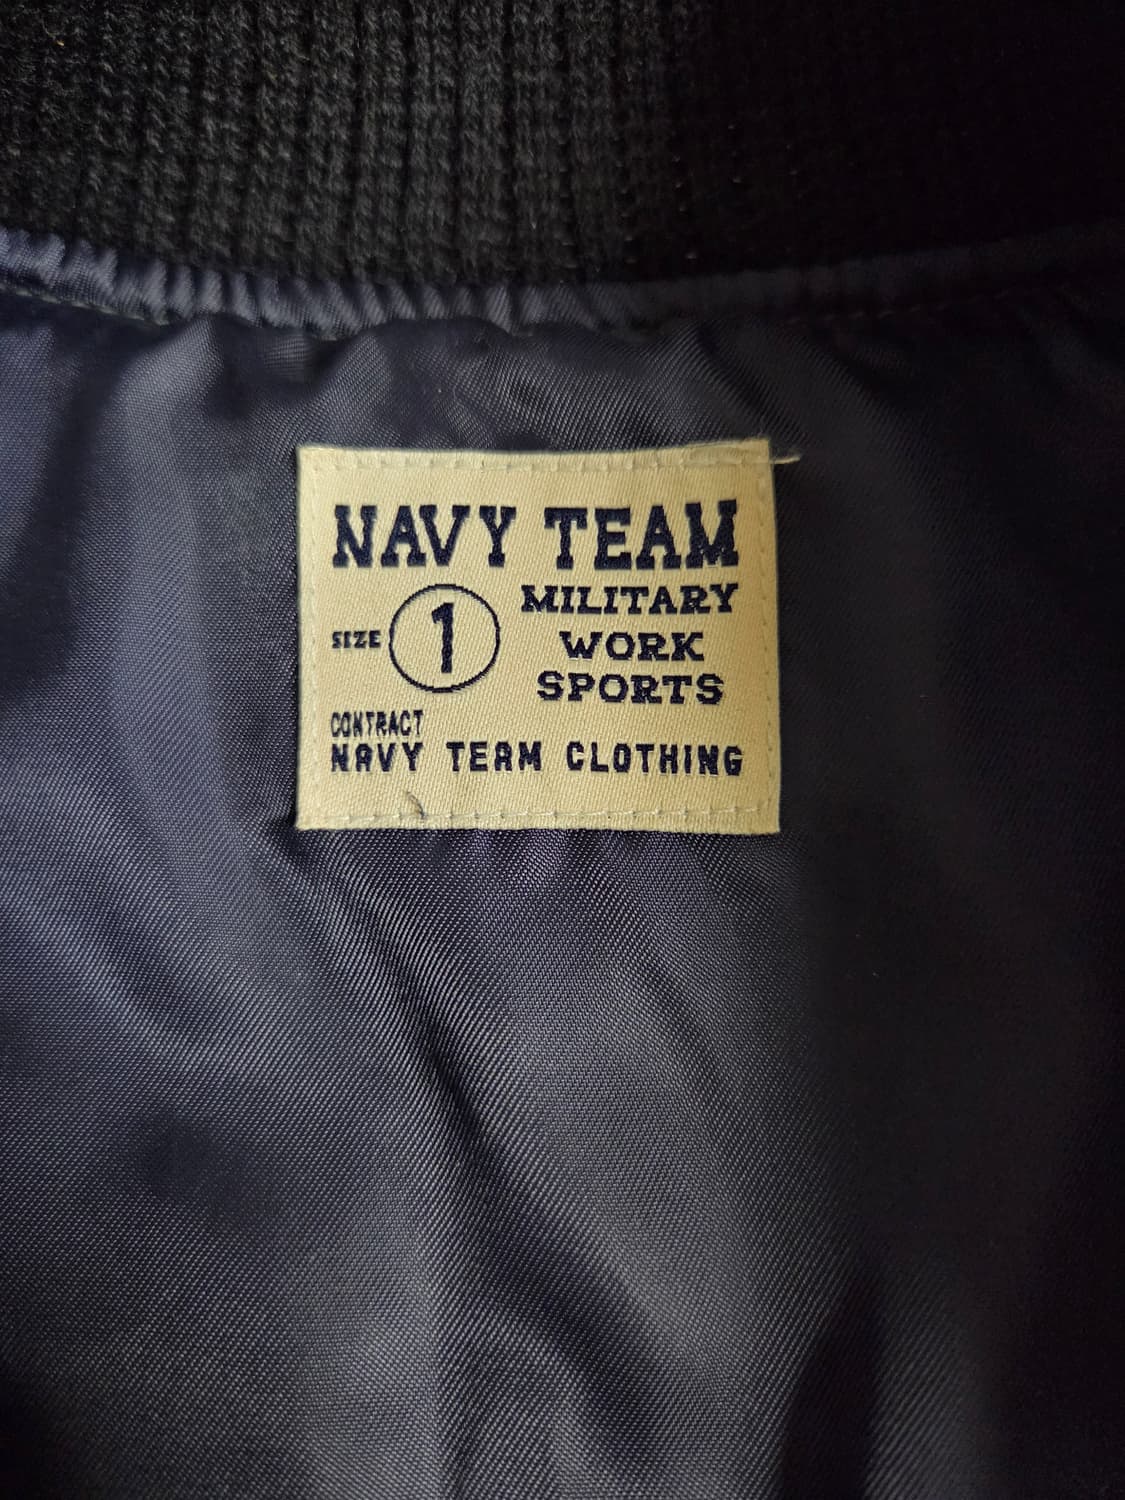 NAVY TEAM
SIZE 1
MILITARY
WORK
SPORTS
CONTRACT
NAVY TEAM CLOTHING